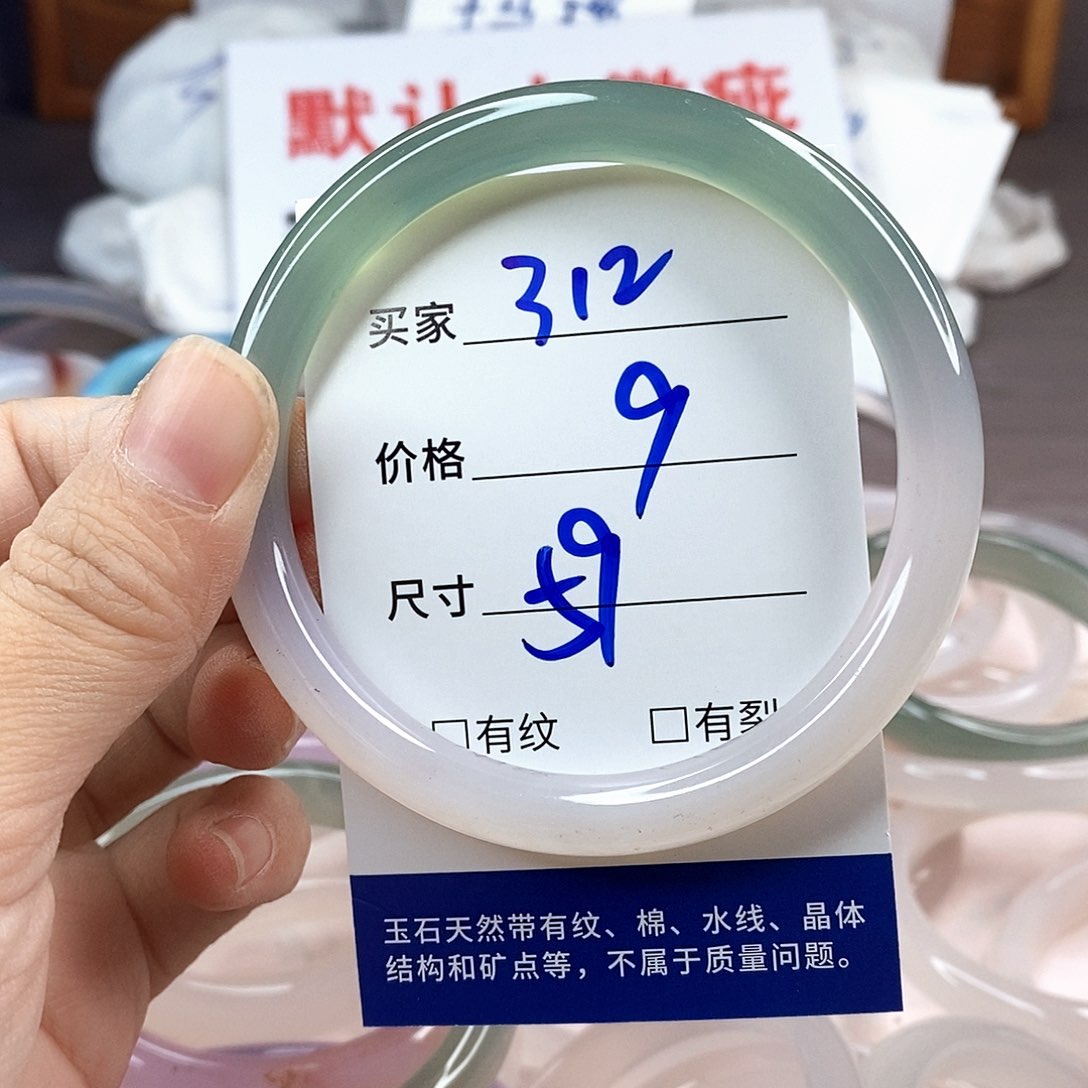 默认
买家 312
价格 9
尺寸 59
□有纹 □有裂
玉石天然带有纹、棉、水线、晶体
结构和矿点等，不属于质量问题。